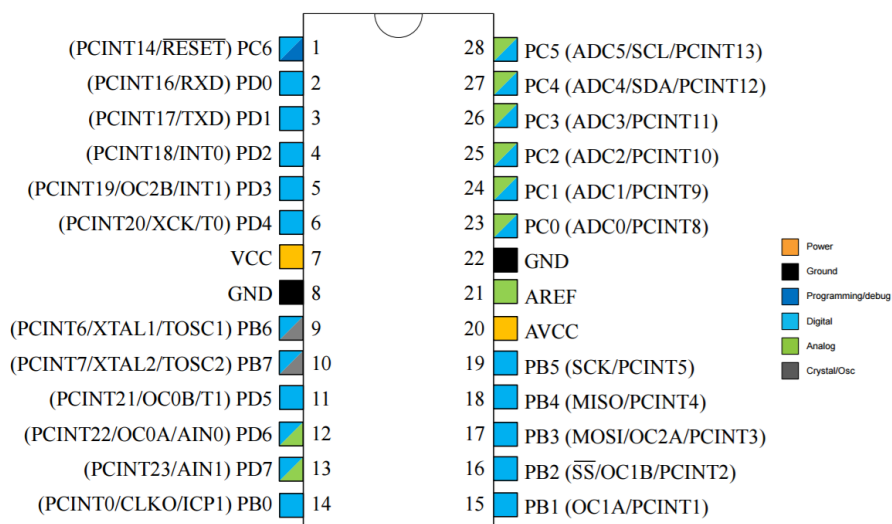 (PCINT14/RESET) PC6 1
(PCINT16/RXD) PD0 2
(PCINT17/TXD) PD1 3
(PCINT18/INT0) PD2 4
(PCINT19/OC2B/INT1) PD3 5
(PCINT20/XCK/T0) PD4 6
VCC 7
GND 8
(PCINT6/XTAL1/TOSC1) PB6 9
(PCINT7/XTAL2/TOSC2) PB7 10
(PCINT21/OC0B/T1) PD5 11
(PCINT22/OC0A/AIN0) PD6 12
(PCINT23/AIN1) PD7 13
(PCINT0/CLKO/ICP1) PB0 14
28 PC5 (ADC5/SCL/PCINT13)
27 PC4 (ADC4/SDA/PCINT12)
26 PC3 (ADC3/PCINT11)
25 PC2 (ADC2/PCINT10)
24 PC1 (ADC1/PCINT9)
23 PC0 (ADC0/PCINT8)
22 GND
21 AREF
20 AVCC
19 PB5 (SCK/PCINT5)
18 PB4 (MISO/PCINT4)
17 PB3 (MOSI/OC2A/PCINT3)
16 PB2 (SS/OC1B/PCINT2)
15 PB1 (OC1A/PCINT1)
Power
Ground
Programming/debug
Digital
Analog
Crystal/Osc